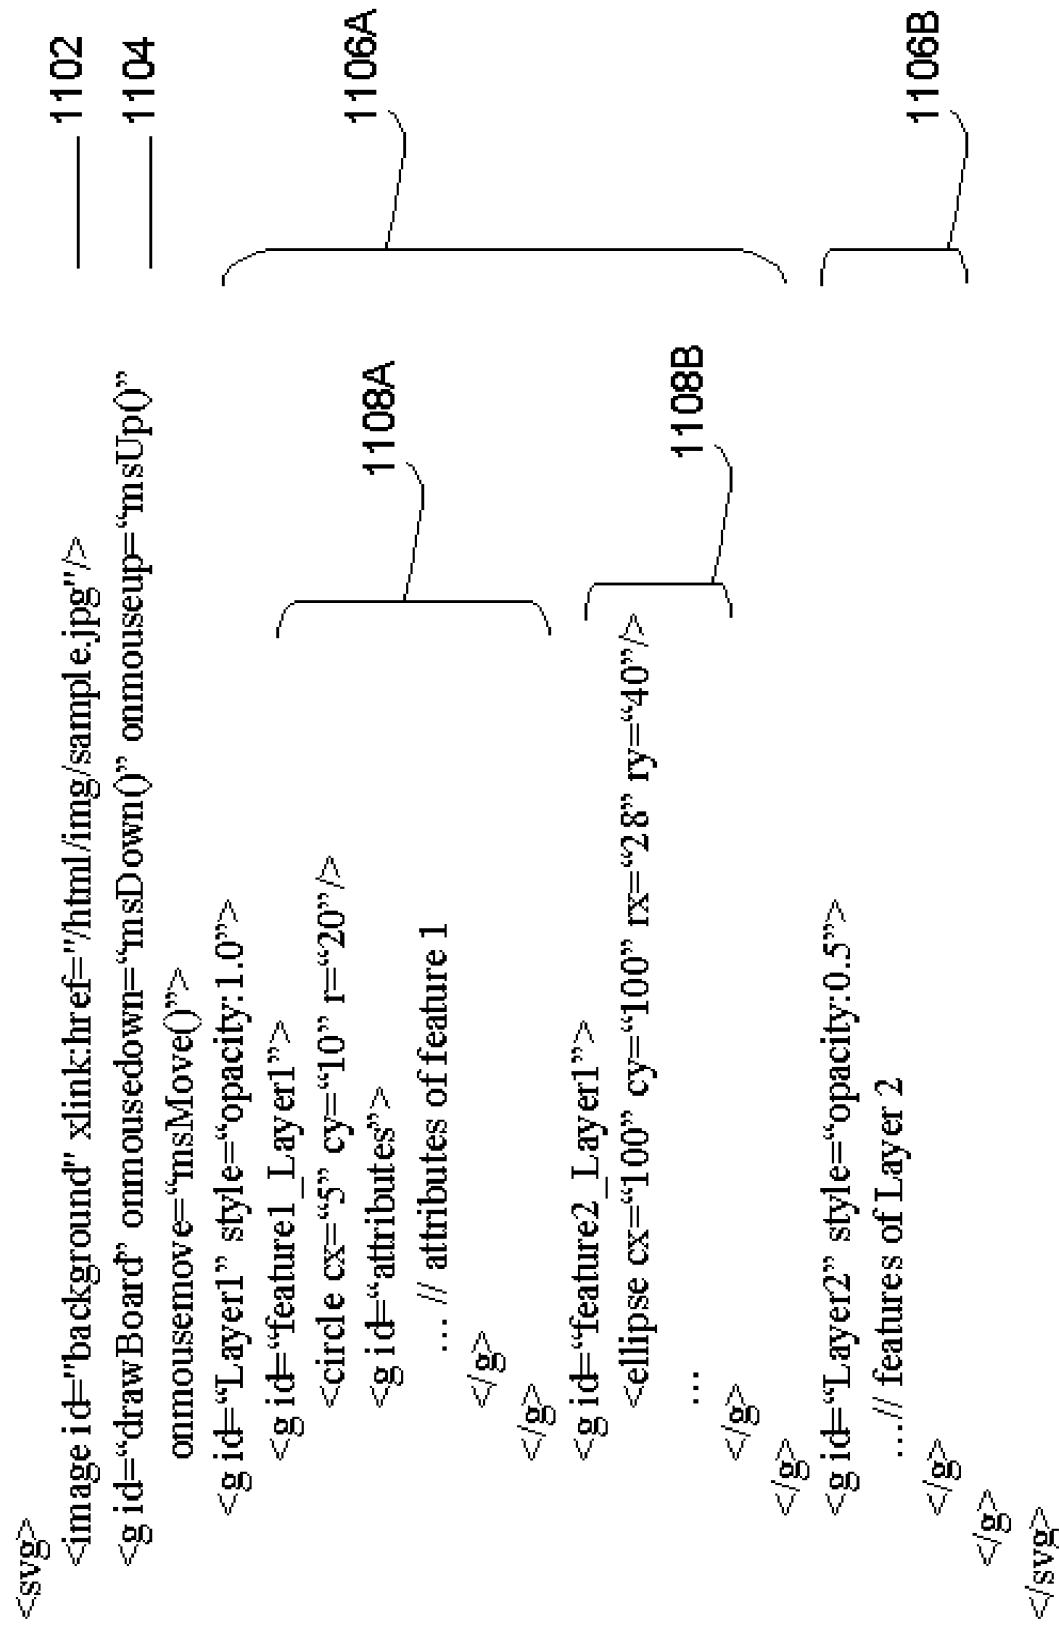 <svg>
<image id="background" xlink:href="/html/img/sample.jpg"/> 1102
<g id=“drawBoard” onmousedown=“msDown()” onmouseup=“msUp()” 1104
onmousemove=“msMove()”>
<g id=“Layer1” style=“opacity:1.0”>
<g id=“feature1_Layer1”>
<circle cx=“5” cy=“10” r=“20”/>
<g id=“attributes”>
… // attributes of feature 1
</g>
</g>
1108A
1106A
<g id=“feature2_Layer1”>
<ellipse cx=“100” cy=“100” rx=“28” ry=“40”/>
…
</g>
1108B
</g>
<g id=“Layer2” style=“opacity:0.5”>
…// features of Layer 2
</g>
1106B
</g>
</svg>